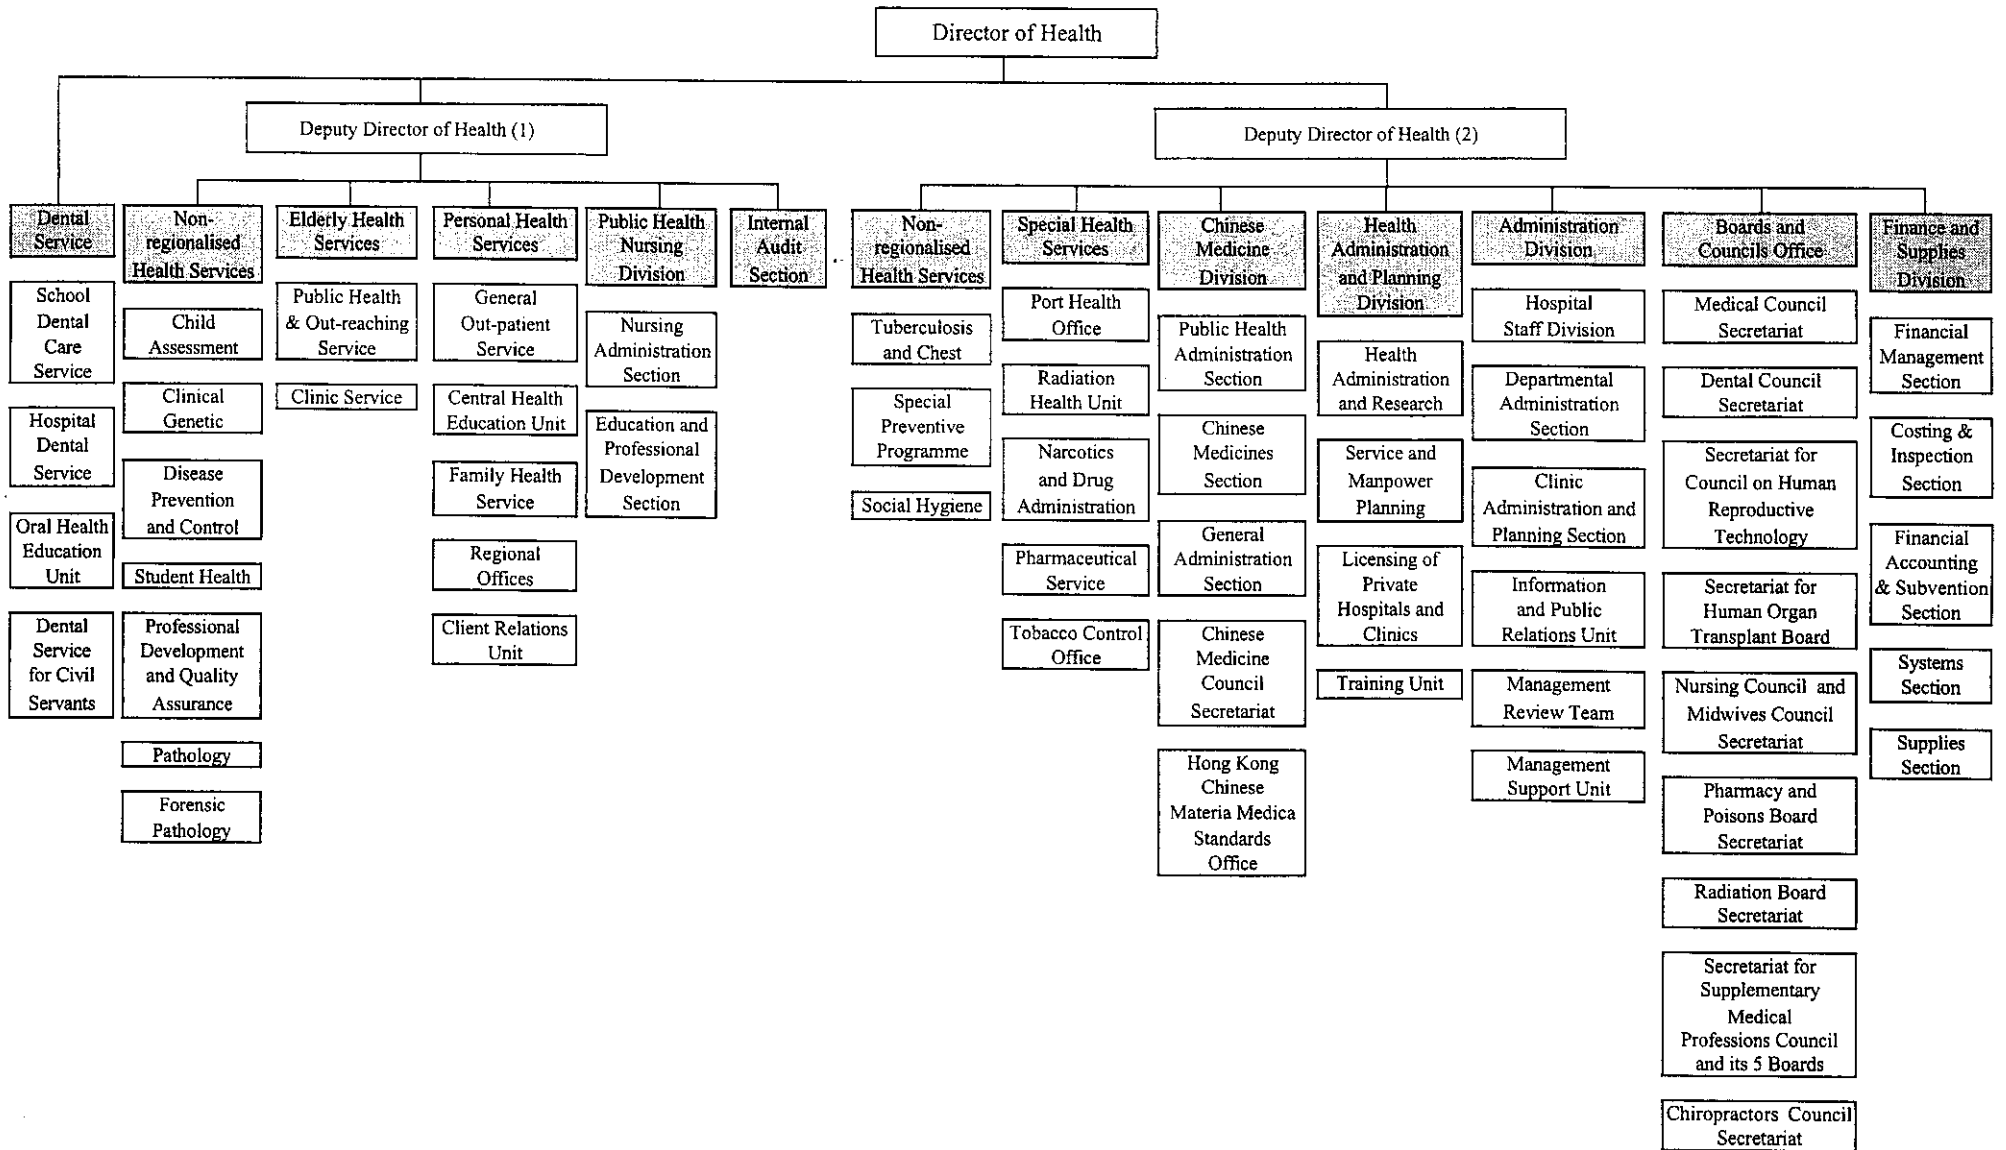 Director of Health
Deputy Director of Health (1)
Deputy Director of Health (2)
Dental
Service
School
Dental
Care
Service
Hospital
Dental
Service
Oral Health
Education
Unit
Dental
Service
for Civil
Servants
Non-
regionalised
Health Services
Child
Assessment
Clinical
Genetic
Disease
Prevention
and Control
Student Health
Professional
Development
and Quality
Assurance
Pathology
Forensic
Pathology
Elderly Health
Services
Public Health
& Out-reaching
Service
Clinic Service
Personal Health
Services
General
Out-patient
Service
Central Health
Education Unit
Family Health
Service
Regional
Offices
Client Relations
Unit
Public Health
Nursing
Division
Nursing
Administration
Section
Education and
Professional
Development
Section
Internal
Audit
Section
Non-
regionalised
Health Services
Tuberculosis
and Chest
Special
Preventive
Programme
Social Hygiene
Special Health
Services
Port Health
Office
Radiation
Health Unit
Narcotics
and Drug
Administration
Pharmaceutical
Service
Tobacco Control
Office
Chinese
Medicine
Division
Public Health
Administration
Section
Chinese
Medicines
Section
General
Administration
Section
Chinese
Medicine
Council
Secretariat
Hong Kong
Chinese
Materia Medica
Standards
Office
Health
Administration
and Planning
Division
Health
Administration
and Research
Service and
Manpower
Planning
Licensing of
Private
Hospitals and
Clinics
Training Unit
Administration
Division
Hospital
Staff Division
Departmental
Administration
Section
Clinic
Administration and
Planning Section
Information
and Public
Relations Unit
Management
Review Team
Management
Support Unit
Boards and
Councils Office
Medical Council
Secretariat
Dental Council
Secretariat
Secretariat for
Council on Human
Reproductive
Technology
Secretariat for
Human Organ
Transplant Board
Nursing Council and
Midwives Council
Secretariat
Pharmacy and
Poisons Board
Secretariat
Radiation Board
Secretariat
Secretariat for
Supplementary
Medical
Professions Council
and its 5 Boards
Chiropractors Council
Secretariat
Finance and
Supplies
Division
Financial
Management
Section
Costing &
Inspection
Section
Financial
Accounting
& Subvention
Section
Systems
Section
Supplies
Section